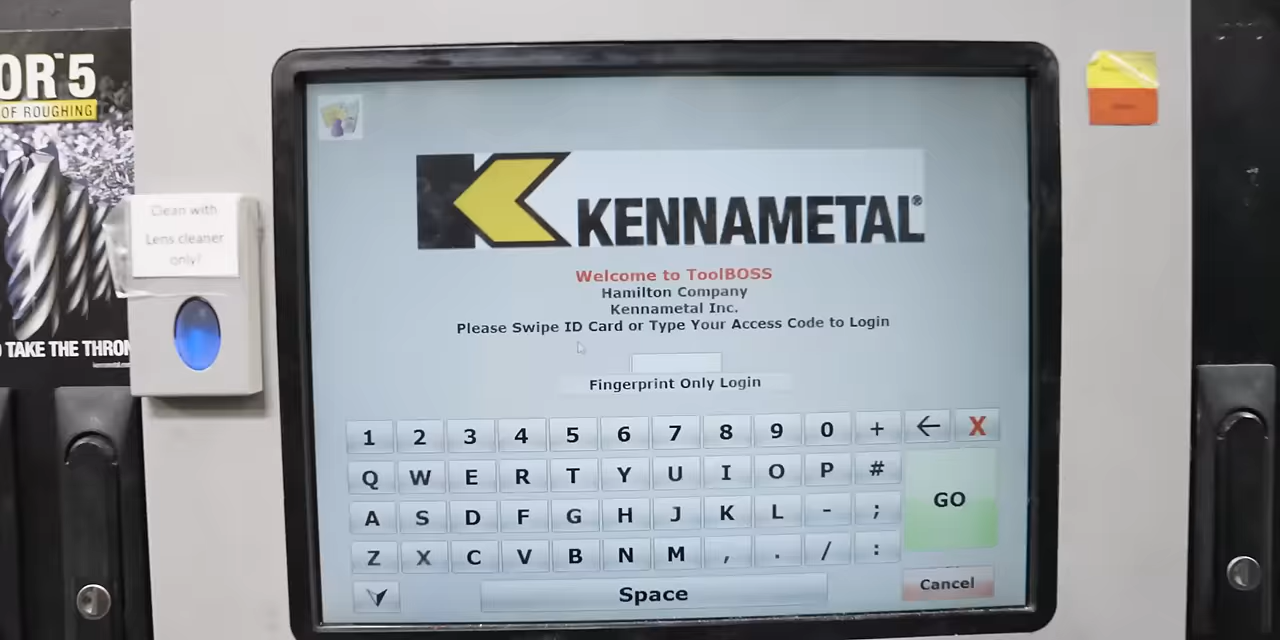 OR 5
OF ROUGHING
TAKE THE THRON
Clean with
Lens cleaner
only!
KENNAMETAL®
Welcome to ToolBOSS
Hamilton Company
Kennametal Inc.
Please Swipe ID Card or Type Your Access Code to Login
Fingerprint Only Login
1 2 3 4 5 6 7 8 9 0 + ← X
Q W E R T Y U I O P #
A S D F G H J K L - ;
GO
Z X C V B N M , . / :
Space
Cancel